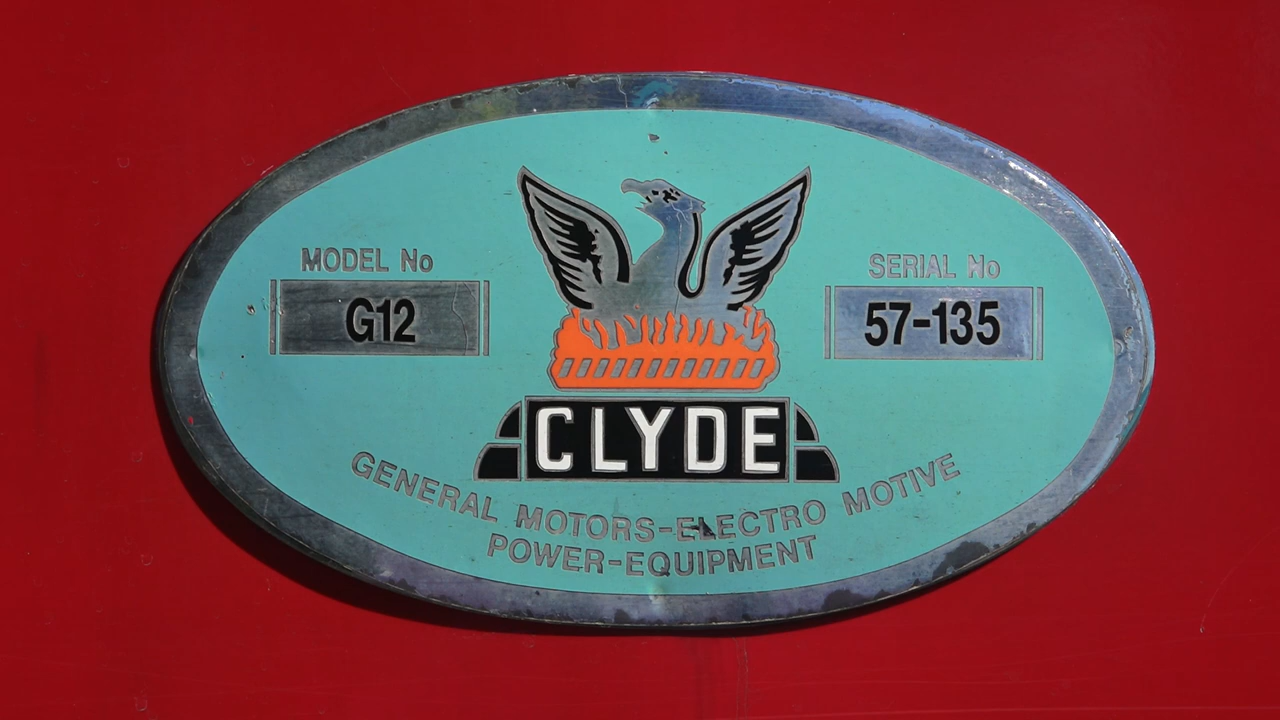 MODEL No
G12
SERIAL No
57-135
CLYDE
GENERAL MOTORS-ELECTRO MOTIVE
POWER-EQUIPMENT